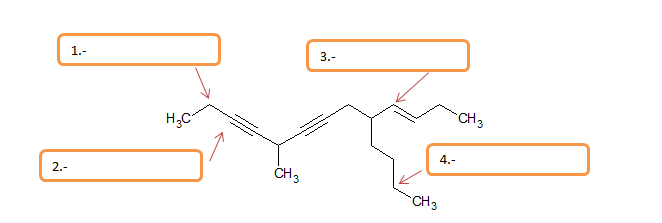 1.-
3.-
H3C
CH3
2.-
4.-
CH3
CH3